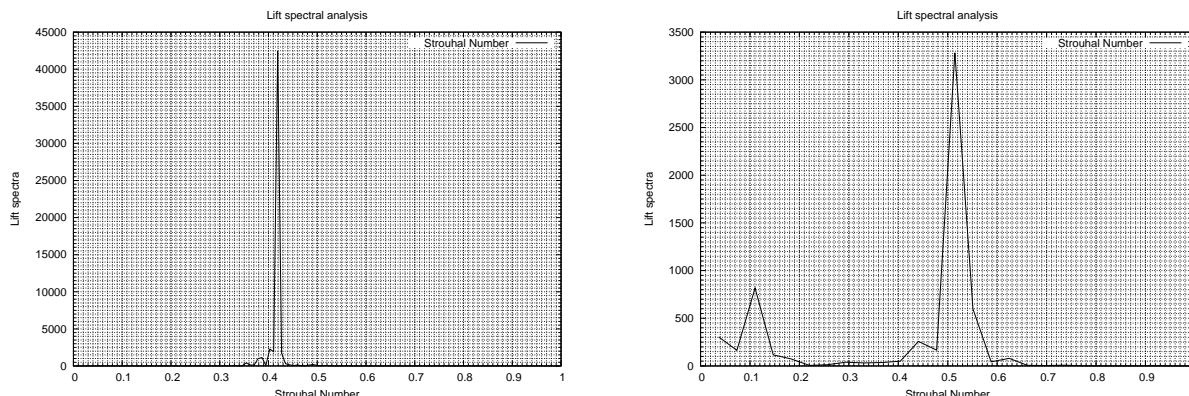 Lift spectral analysis
Strouhal Number
45000
40000
35000
30000
25000
20000
15000
10000
5000
0
0 0.1 0.2 0.3 0.4 0.5 0.6 0.7 0.8 0.9 1
Lift spectra
Strouhal Number
Lift spectral analysis
Strouhal Number
3500
3000
2500
2000
1500
1000
500
0
0 0.1 0.2 0.3 0.4 0.5 0.6 0.7 0.8 0.9
Lift spectra
Strouhal Number